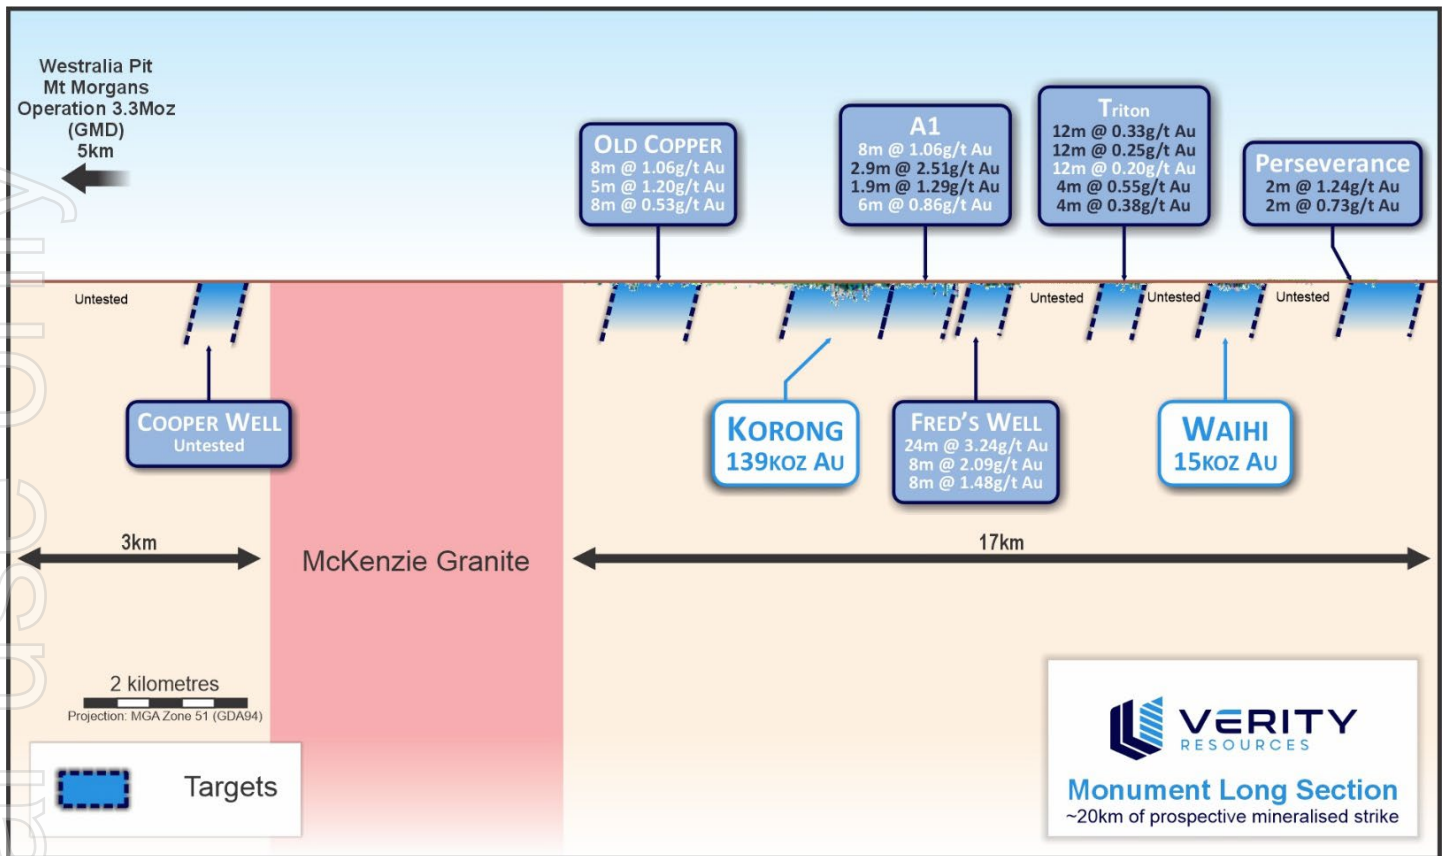 Westralia Pit
Mt Morgans
Operation 3.3Moz
(GMD)
5km
OLD COPPER
8m @ 1.06g/t Au
5m @ 1.20g/t Au
8m @ 0.53g/t Au
A1
8m @ 1.06g/t Au
2.9m @ 2.51g/t Au
1.9m @ 1.29g/t Au
6m @ 0.86g/t Au
Triton
12m @ 0.33g/t Au
12m @ 0.25g/t Au
12m @ 0.20g/t Au
4m @ 0.55g/t Au
4m @ 0.38g/t Au
Perseverance
2m @ 1.24g/t Au
2m @ 0.73g/t Au
Untested
Untested
Untested
Untested
COOPER WELL
Untested
KORONG
139KOZ AU
FRED'S WELL
24m @ 3.24g/t Au
8m @ 2.09g/t Au
8m @ 1.48g/t Au
WAIHI
15KOZ AU
3km
McKenzie Granite
17km
2 kilometres
Projection: MGA Zone 51 (GDA94)
Targets
VERITY
RESOURCES
Monument Long Section
~20km of prospective mineralised strike
use only